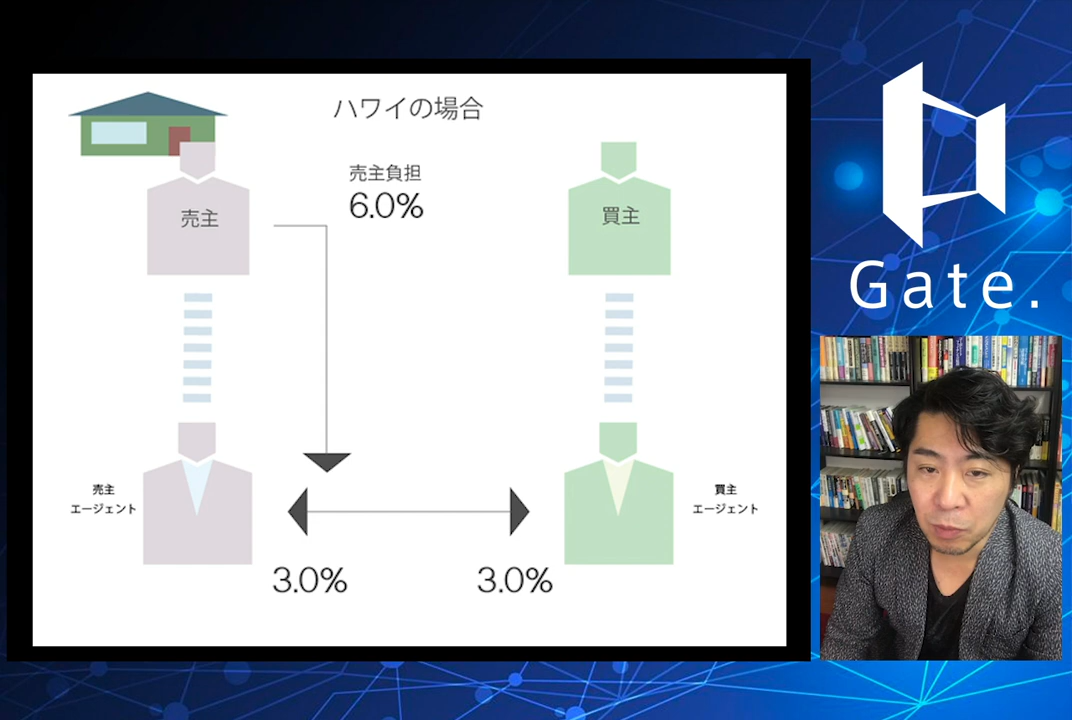 ハワイの場合
売主負担
6.0%
売主
買主
売主
エージェント
買主
エージェント
3.0%
3.0%
Gate.